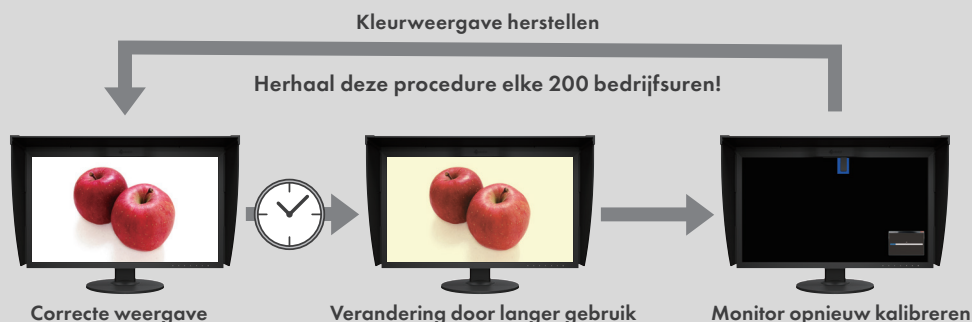 Kleurweergave herstellen
Herhaal deze procedure elke 200 bedrijfsuren!
Correcte weergave
Verandering door langer gebruik
Monitor opnieuw kalibreren